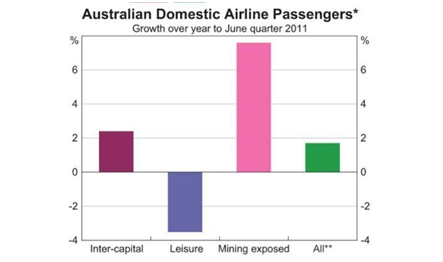 Australian Domestic Airline Passengers*
Growth over year to June quarter 2011
% %
6 6
4 4
2 2
0 0
-2 -2
-4 -4
Inter-capital Leisure Mining exposed All**